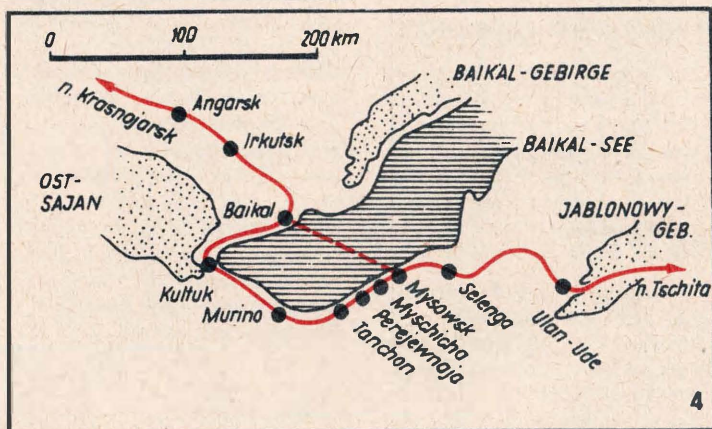 0 100 200 km
BAIKAL-GEBIRGE
n. Krasnojarsk
Angarsk
Irkutsk
BAIKAL-SEE
OST-
SAJAN
Baikal
JABLONOWY-
GEB.
Kultuk
Murino
Mysowsk
Myschicha
Perejewnaja
Tanchon
Selenga
n. Tschita
Ulan-Ude
4